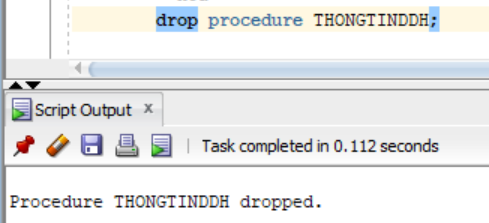 drop procedure THONGTINDDH;
Script Output
Task completed in 0.112 seconds
Procedure THONGTINDDH dropped.